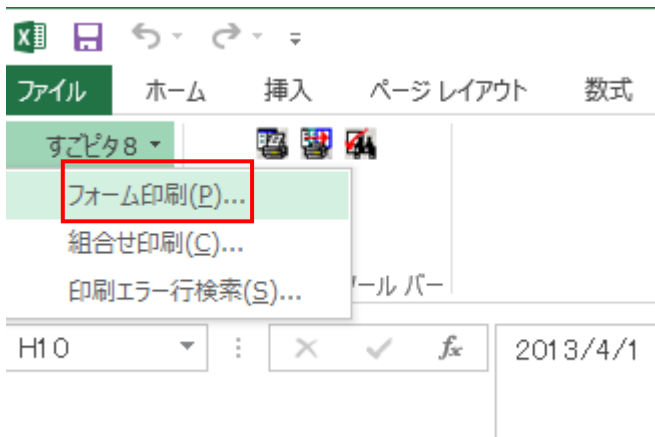 ファイル ホーム 挿入 ページ レイアウト 数式
すごピタ8
フォーム印刷(P)...
組合せ印刷(C)...
印刷エラー行検索(S)...
ール バー
H10 fx 2013/4/1